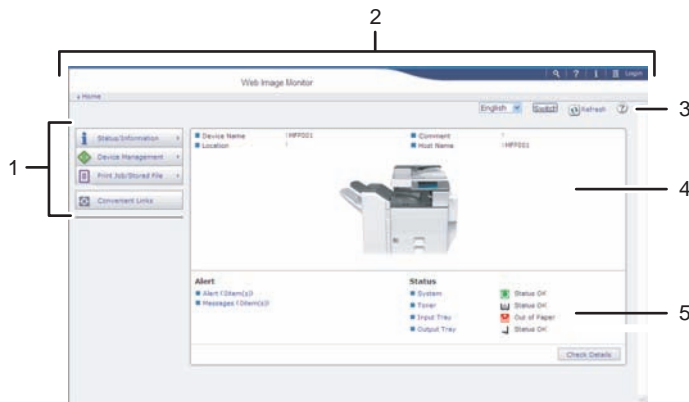 2
Web Image Monitor
Login
Home
English Switch Refresh
3
1
Status/Information
Device Management
Print Job/Stored File
Convenient Links
Device Name : MFP001
Location :
Comment :
Host Name : MFP001
4
Alert
Alert (0item(s))
Messages (0item(s))
Status
System Status OK
Toner Status OK
Input Tray Out of Paper
Output Tray Status OK
5
Check Details